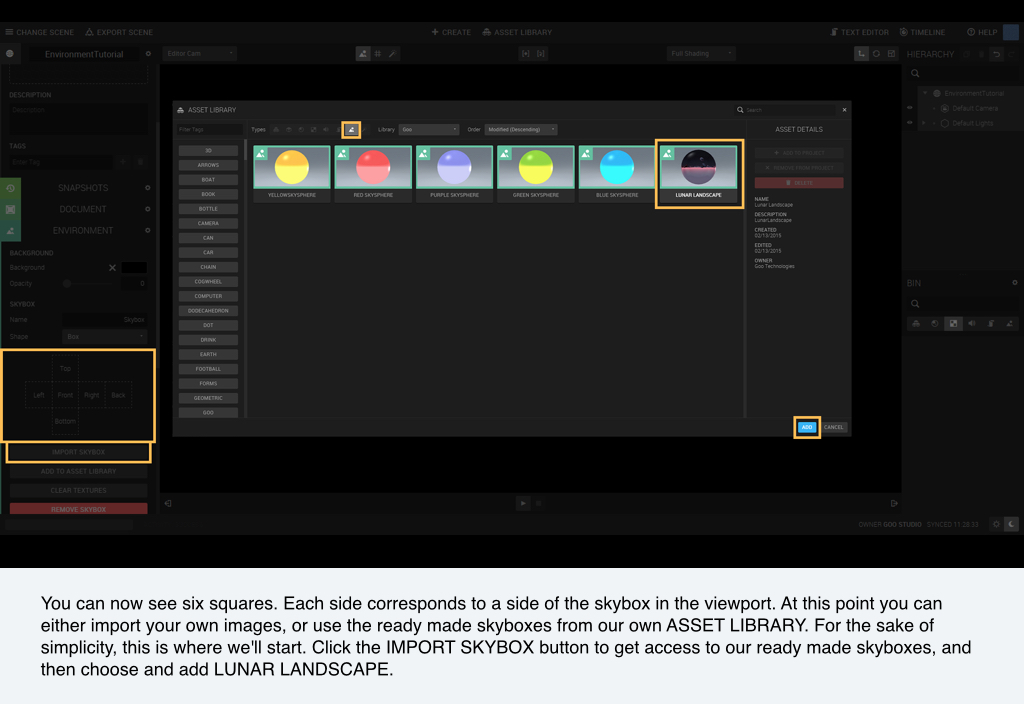 CHANGE SCENE EXPORT SCENE CREATE ASSET LIBRARY TEXT EDITOR TIMELINE HELP
EnvironmentTutorial Editor Cam Full Shading HIERARCHY
DESCRIPTION
Description
TAGS
Enter Tag
SNAPSHOTS
DOCUMENT
ENVIRONMENT
BACKGROUND
Background
Opacity 0
SKYBOX
Name Skybox
Shape Box
Top
Left Front Right Back
Bottom
IMPORT SKYBOX
ADD TO ASSET LIBRARY
CLEAR TEXTURES
REMOVE SKYBOX
ASSET LIBRARY Search
Filter Tags Types Library Goo Order Modified (Descending)
3D
ARROWS
BOAT
BOOK
BOTTLE
CAMERA
CAN
CAR
CHAIN
COGWHEEL
COMPUTER
DODECAHEDRON
DOT
DRINK
EARTH
FOOTBALL
FORMS
GEOMETRIC
GOO
YELLOWSKYSPHERE RED SKYSPHERE PURPLE SKYSPHERE GREEN SKYSPHERE BLUE SKYSPHERE LUNAR LANDSCAPE
ASSET DETAILS
ADD TO PROJECT
REMOVE FROM PROJECT
DELETE
NAME
Lunar Landscape
DESCRIPTION
LunarLandscape
CREATED
02/13/2015
EDITED
02/13/2015
OWNER
Goo Technologies
ADD CANCEL
EnvironmentTutorial
Default Camera
Default Lights
BIN
OWNER GOO STUDIO SYNCED 11:28:33
You can now see six squares. Each side corresponds to a side of the skybox in the viewport. At this point you can
either import your own images, or use the ready made skyboxes from our own ASSET LIBRARY. For the sake of
simplicity, this is where we'll start. Click the IMPORT SKYBOX button to get access to our ready made skyboxes, and
then choose and add LUNAR LANDSCAPE.